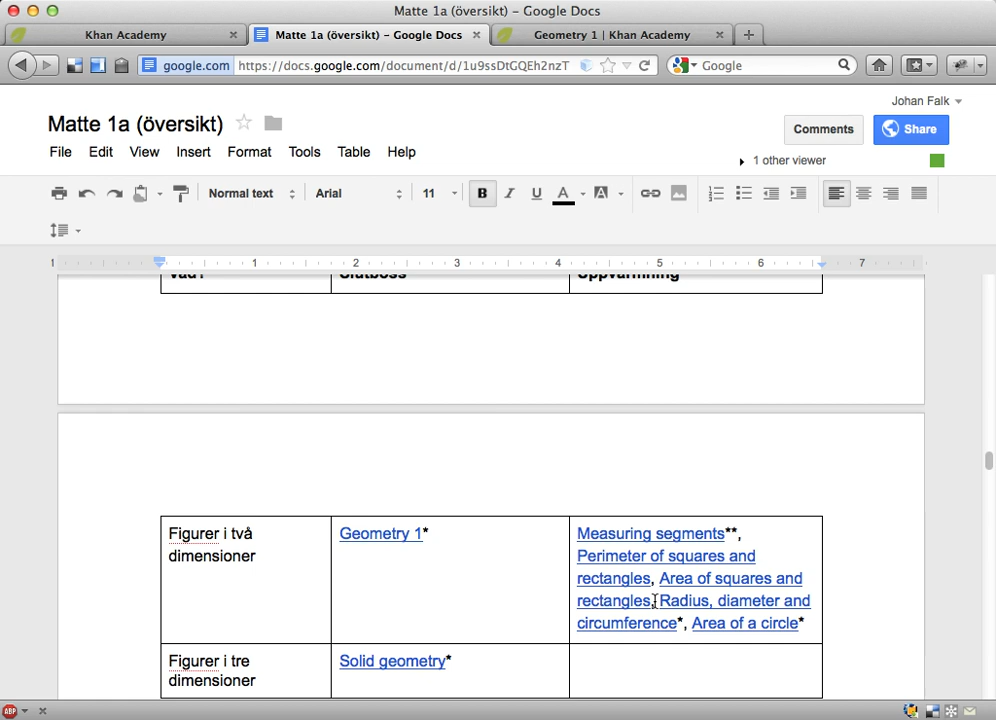 Matte 1a (översikt) – Google Docs
Khan Academy
Matte 1a (översikt) – Google Docs
Geometry 1 | Khan Academy
google.com
https://docs.google.com/document/d/1u9ssDtGQEh2nzT
Google
Johan Falk
Matte 1a (översikt)
Comments
Share
File Edit View Insert Format Tools Table Help
1 other viewer
Normal text
Arial
11
B I U A A
1 1 2 3 4 5 6 7
Vad?
Slutboss
Uppvärmning
Figurer i två
dimensioner
Geometry 1*
Measuring segments**,
Perimeter of squares and
rectangles, Area of squares and
rectangles, Radius, diameter and
circumference*, Area of a circle*
Figurer i tre
dimensioner
Solid geometry*
ABP